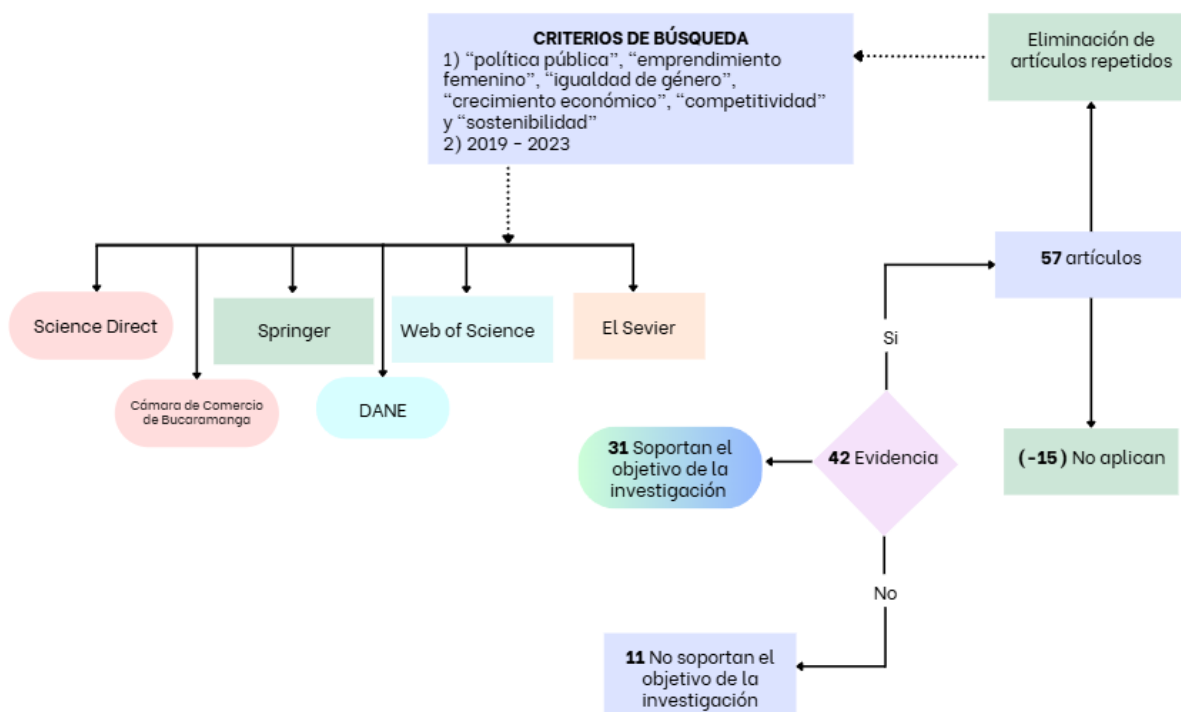 CRITERIOS DE BÚSQUEDA
1) “política pública”, “emprendimiento
femenino”, “igualdad de género”,
“crecimiento económico”, “competitividad”
y “sostenibilidad”
2) 2019 - 2023
Eliminación de
artículos repetidos
Science Direct
Springer
Web of Science
El Sevier
Cámara de Comercio
de Bucaramanga
DANE
57 artículos
Si
31 Soportan el
objetivo de la
investigación
42 Evidencia
(-15) No aplican
No
11 No soportan el
objetivo de la
investigación